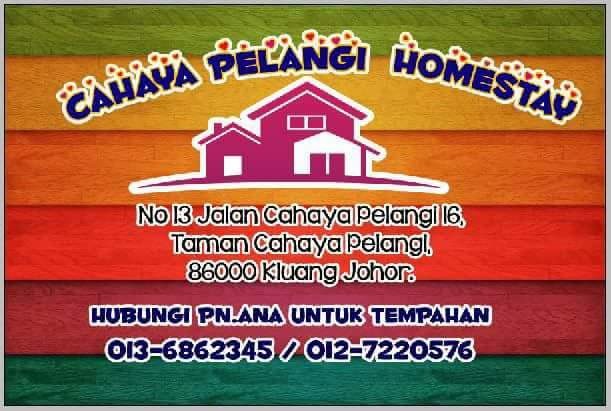 CAHAYA PELANGI HOMESTAY
No 13 Jalan Cahaya Pelangi 16,
Taman Cahaya Pelangi,
86000 Kluang Johor.
HUBUNGI PN.ANA UNTUK TEMPAHAN
013-6862345 / 012-7220576